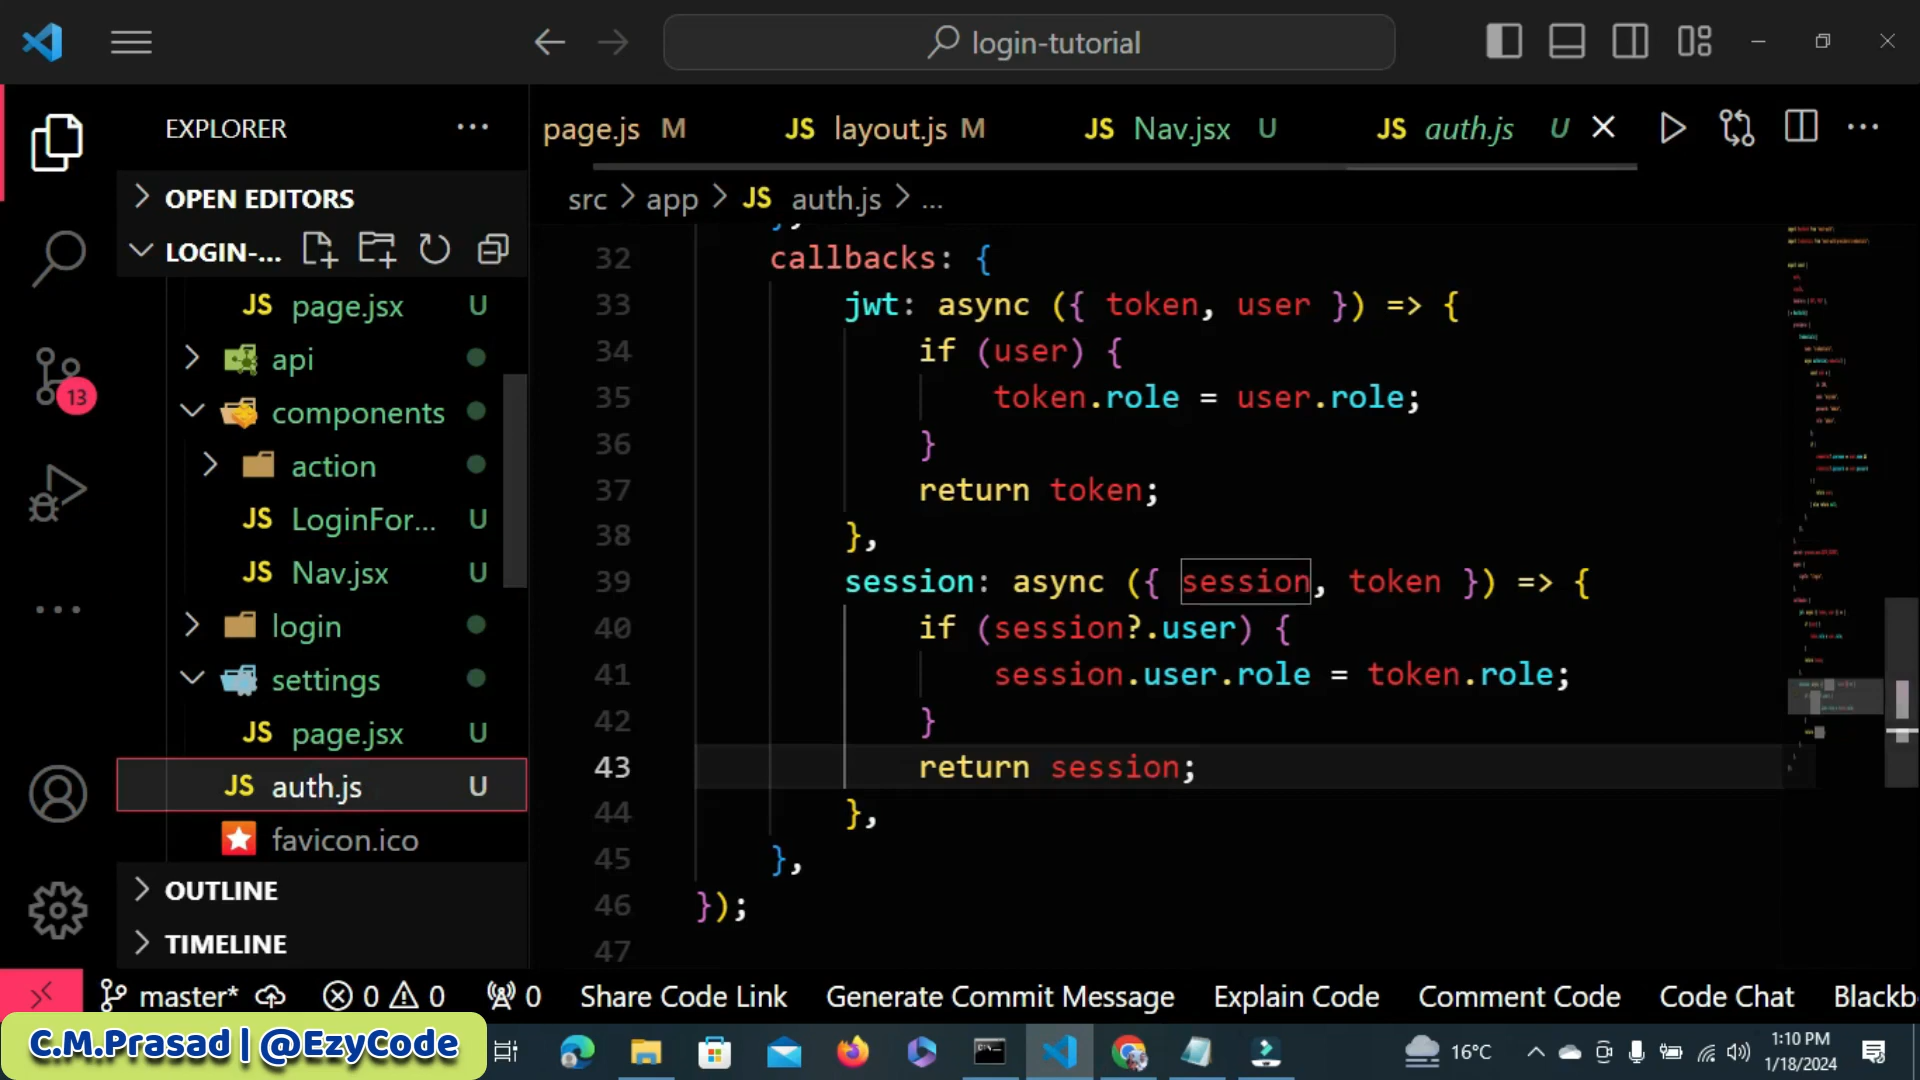 login-tutorial
EXPLORER
OPEN EDITORS
LOGIN-...
JS page.jsx U
api
components
action
JS LoginFor... U
JS Nav.jsx U
login
settings
JS page.jsx U
JS auth.js U
favicon.ico
OUTLINE
TIMELINE
13
page.js M
JS layout.js M
JS Nav.jsx U
JS auth.js U
src > app > JS auth.js > ...
32 callbacks: {
33 jwt: async ({ token, user }) => {
34 if (user) {
35 token.role = user.role;
36 }
37 return token;
38 },
39 session: async ({ session, token }) => {
40 if (session?.user) {
41 session.user.role = token.role;
42 }
43 return session;
44 },
45 },
46 });
47
master* 0 0 0 Share Code Link Generate Commit Message Explain Code Comment Code Code Chat Blackb
C.M.Prasad | @EzyCode
16°C
1:10 PM
1/18/2024